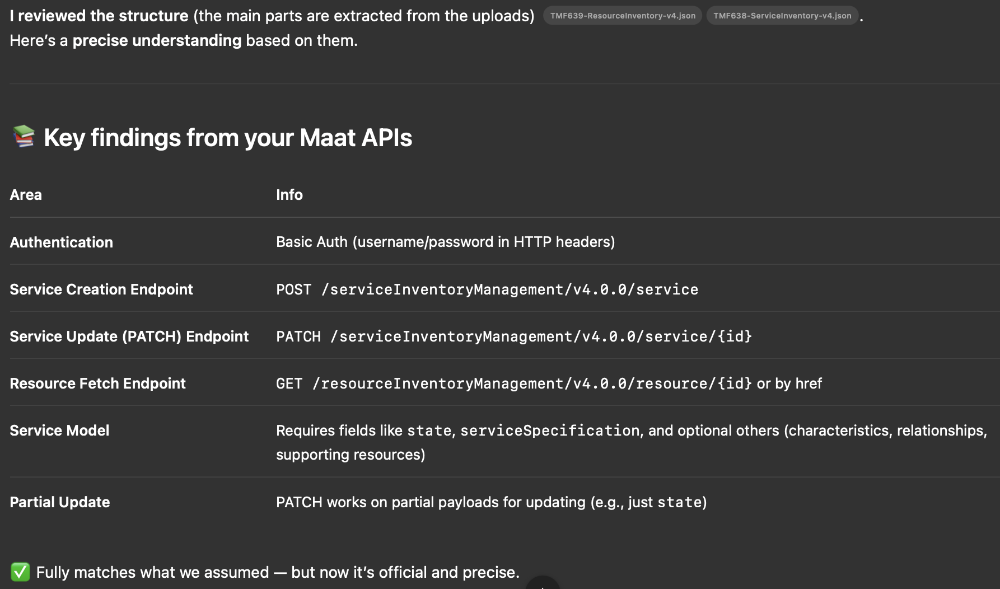 I reviewed the structure (the main parts are extracted from the uploads) TMF639-ResourceInventory-v4.json TMF638-ServiceInventory-v4.json .
Here’s a precise understanding based on them.
📚 Key findings from your Maat APIs
Area Info
Authentication Basic Auth (username/password in HTTP headers)
Service Creation Endpoint POST /serviceInventoryManagement/v4.0.0/service
Service Update (PATCH) Endpoint PATCH /serviceInventoryManagement/v4.0.0/service/{id}
Resource Fetch Endpoint GET /resourceInventoryManagement/v4.0.0/resource/{id} or by href
Service Model Requires fields like state, serviceSpecification, and optional others (characteristics, relationships,
supporting resources)
Partial Update PATCH works on partial payloads for updating (e.g., just state)
✅ Fully matches what we assumed — but now it’s official and precise.